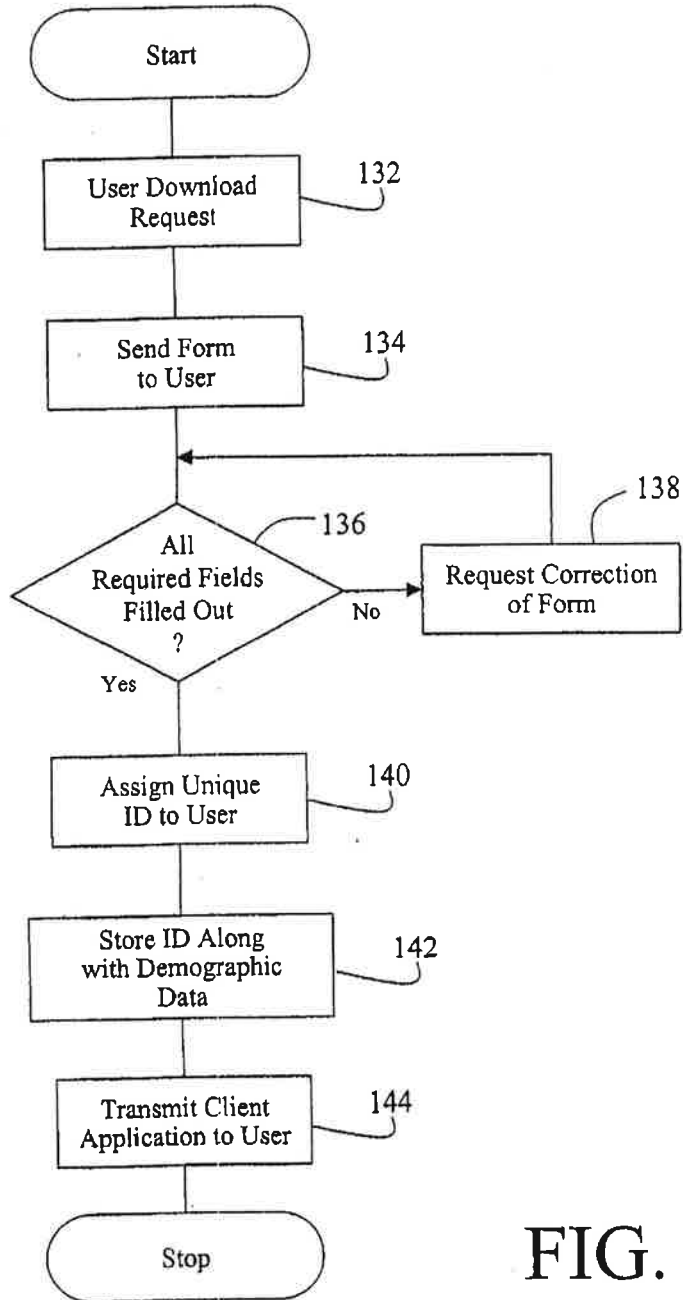 Start
User Download
Request
132
Send Form
to User
134
All
Required Fields
Filled Out
?
136
No
Request Correction
of Form
138
Yes
Assign Unique
ID to User
140
Store ID Along
with Demographic
Data
142
Transmit Client
Application to User
144
Stop
FIG.